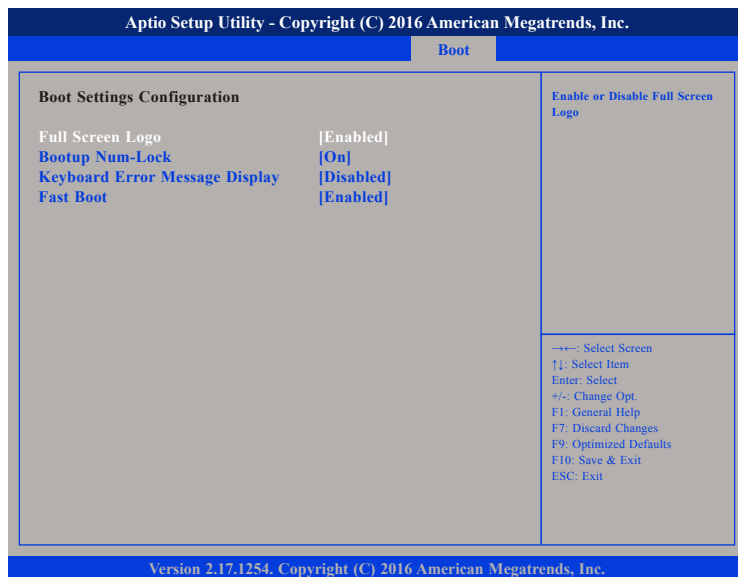 Aptio Setup Utility - Copyright (C) 2016 American Megatrends, Inc.
Boot
Boot Settings Configuration
Full Screen Logo [Enabled]
Bootup Num-Lock [On]
Keyboard Error Message Display [Disabled]
Fast Boot [Enabled]
Enable or Disable Full Screen
Logo
→←: Select Screen
↑↓: Select Item
Enter: Select
+/-: Change Opt.
F1: General Help
F7: Discard Changes
F9: Optimized Defaults
F10: Save & Exit
ESC: Exit
Version 2.17.1254. Copyright (C) 2016 American Megatrends, Inc.